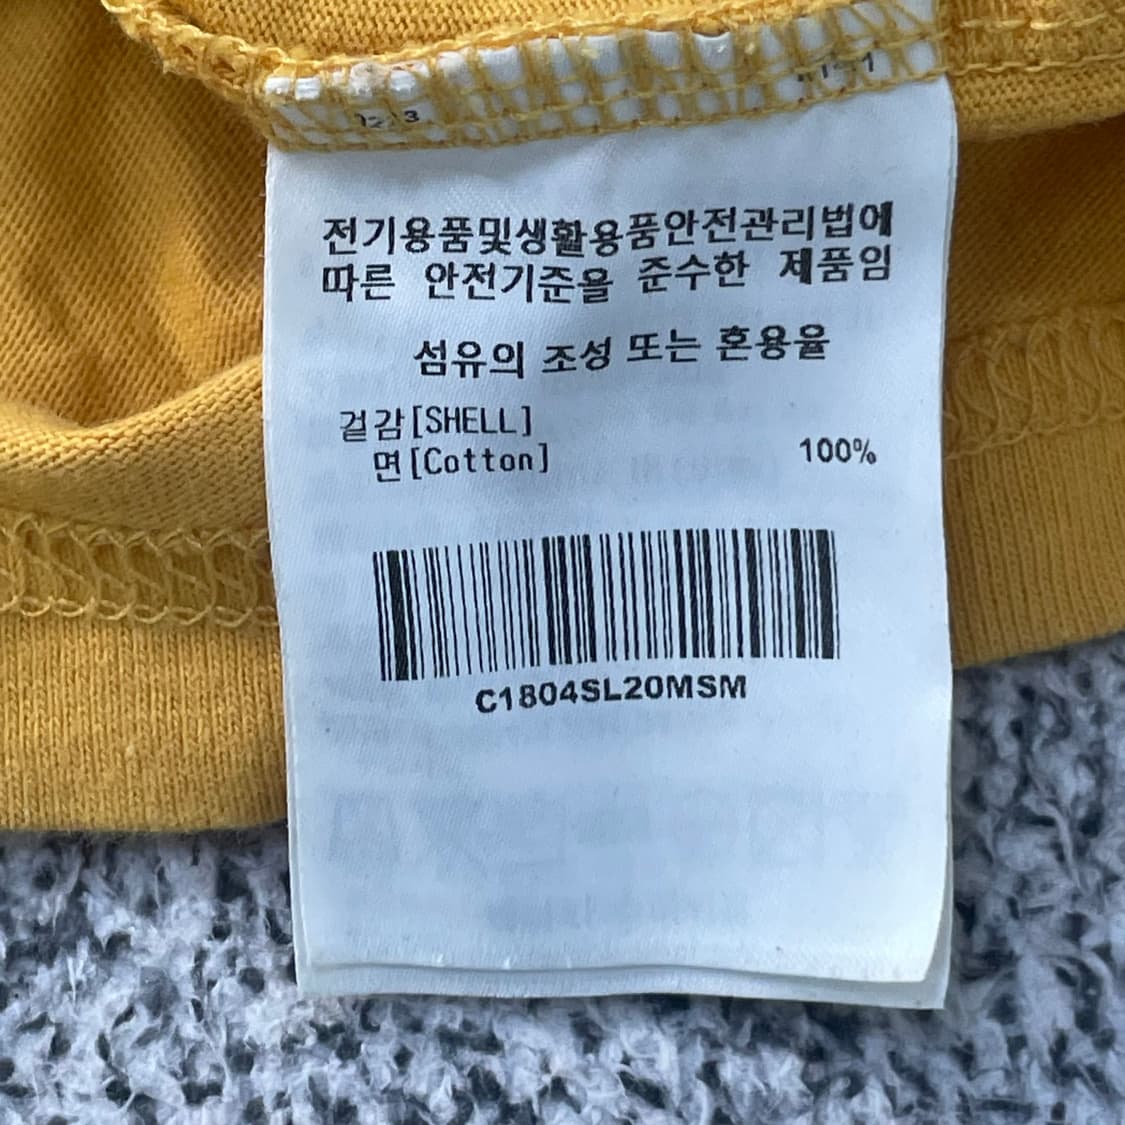 전기용품및생활용품안전관리법에
따른 안전기준을 준수한 제품임
섬유의 조성 또는 혼용율
겉감[SHELL]
면[Cotton] 100%
C1804SL20MSM